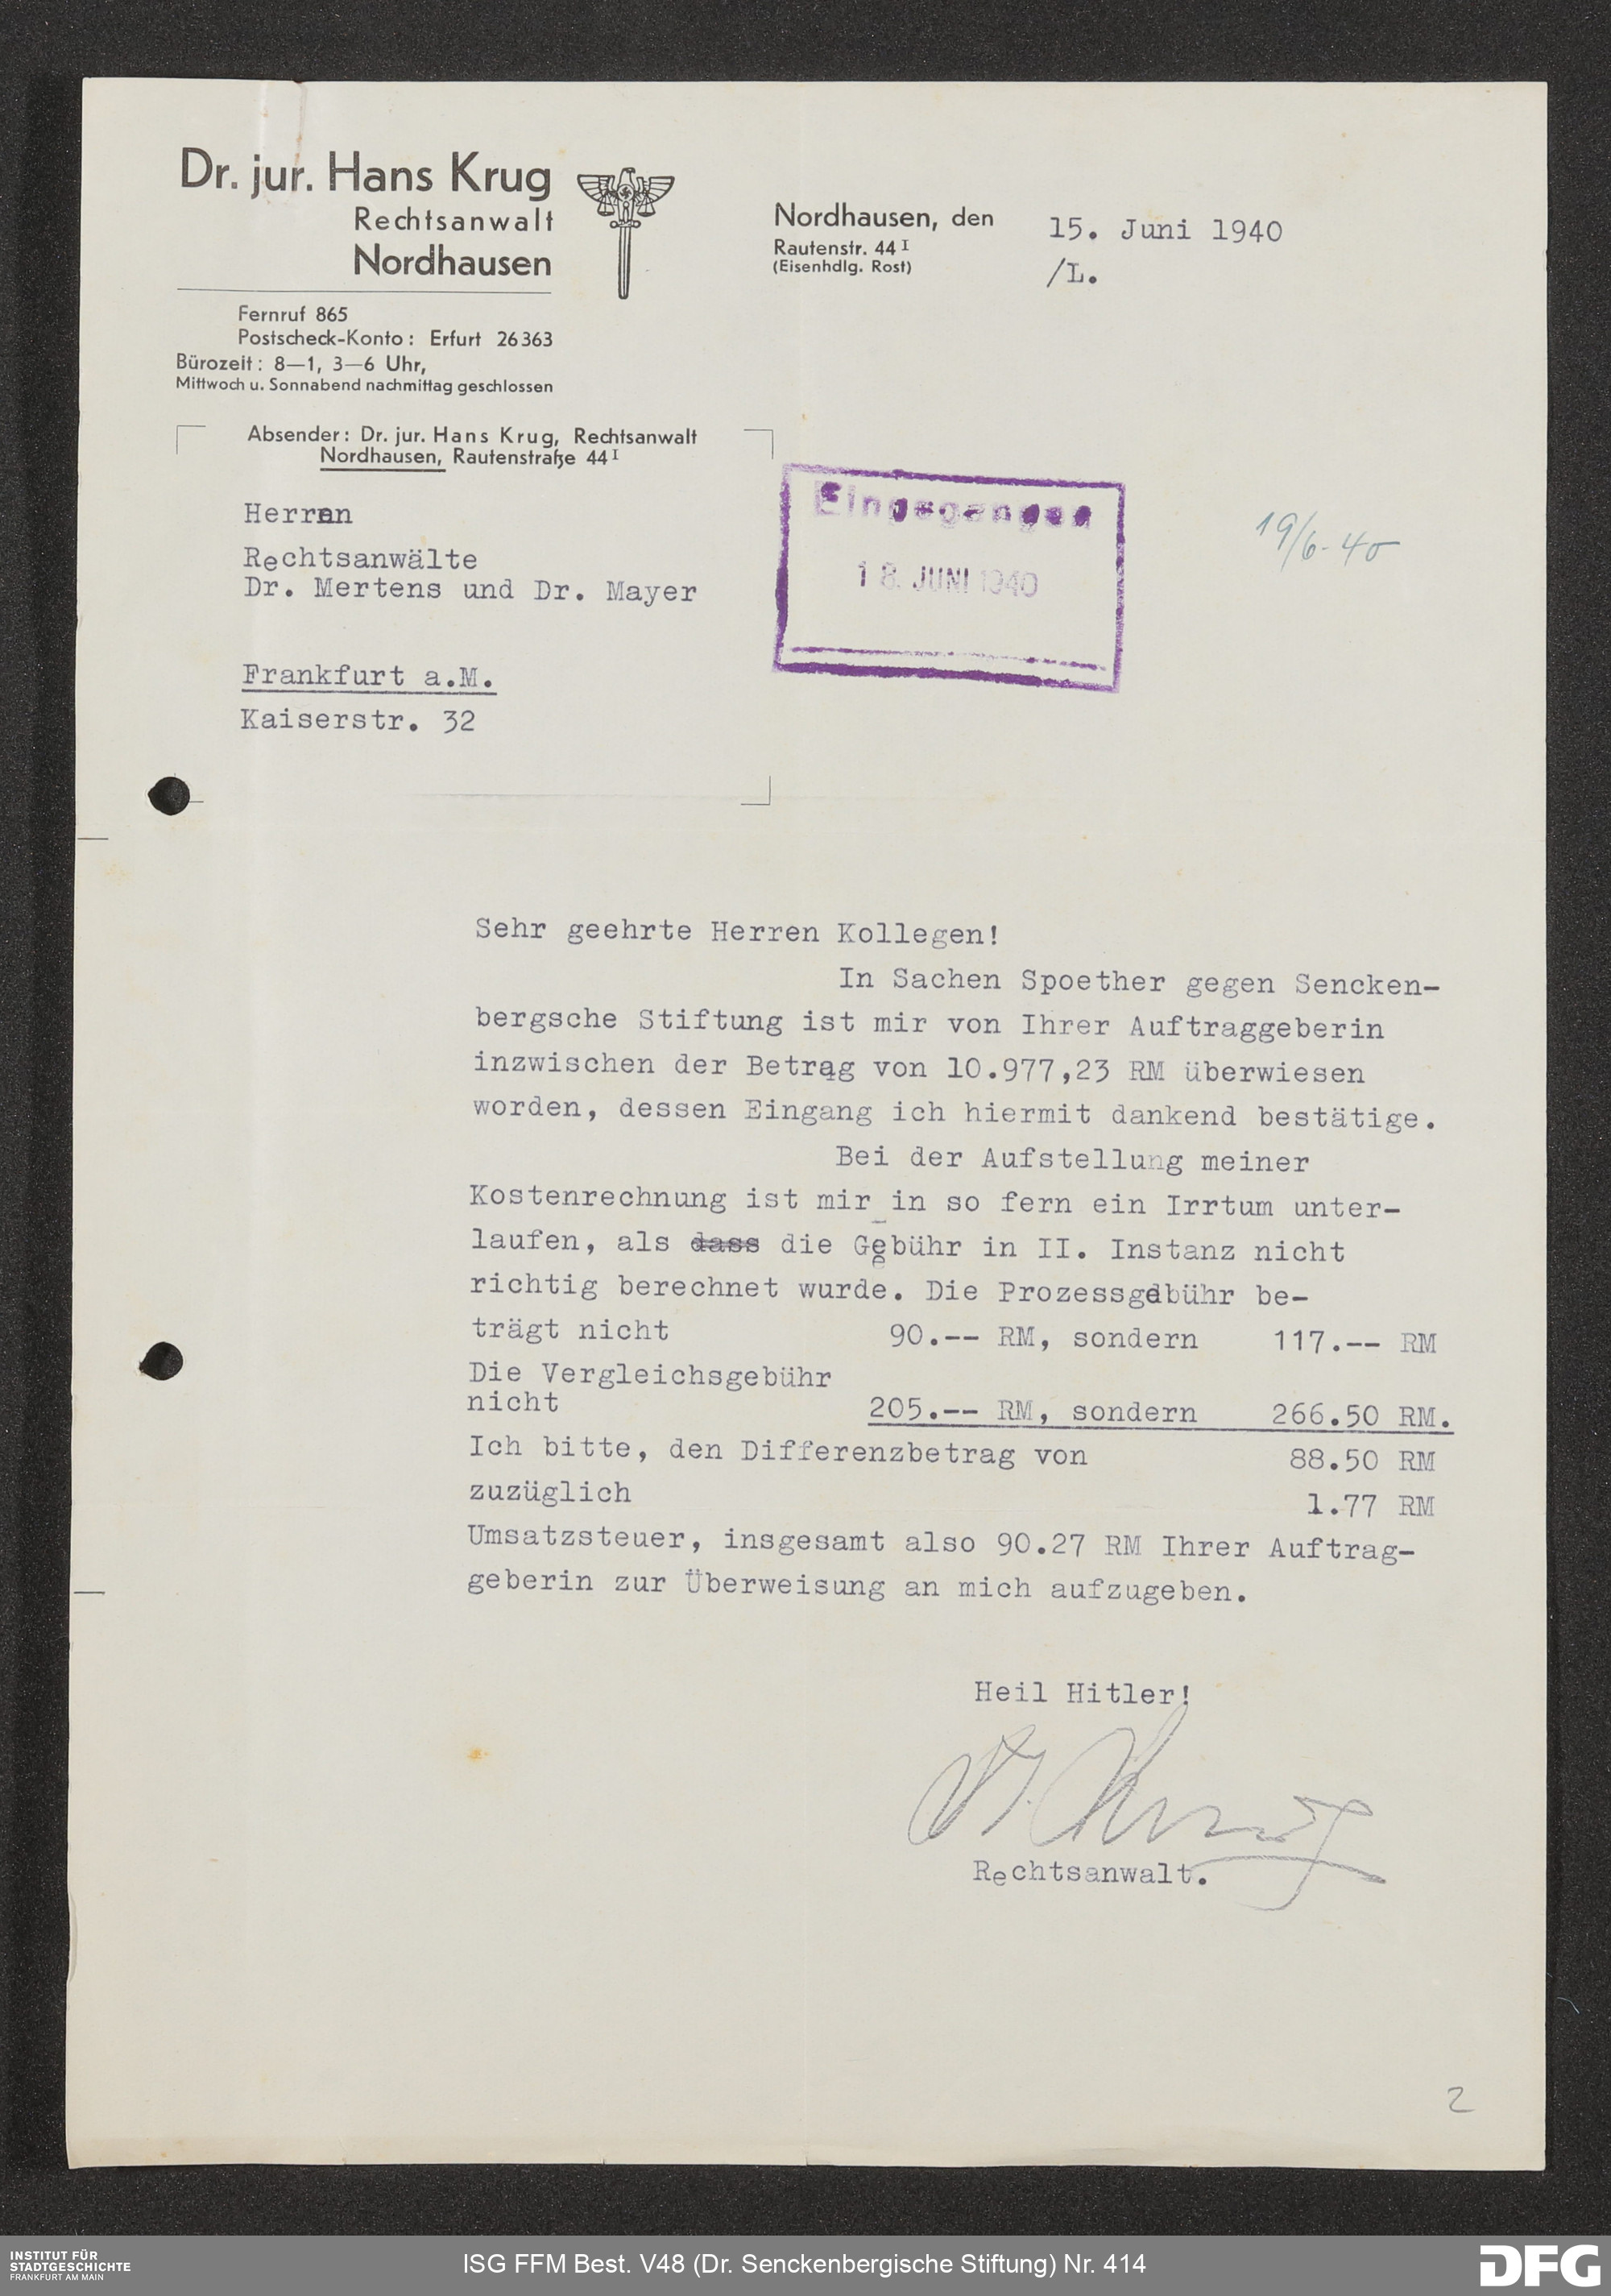 Dr. jur. Hans Krug
Rechtsanwalt
Nordhausen
Fernruf 865
Postscheck-Konto: Erfurt 26363
Bürozeit: 8—1, 3—6 Uhr,
Mittwoch u. Sonnabend nachmittag geschlossen
Nordhausen, den 15. Juni 1940
Rautenstr. 44 I
(Eisenhdlg. Rost)
/L.
Absender: Dr. jur. Hans Krug, Rechtsanwalt
Nordhausen, Rautenstraße 44 I
Herren
Rechtsanwälte
Dr. Mertens und Dr. Mayer
Frankfurt a.M.
Kaiserstr. 32
Eingegangen
18. JUNI 1940
19/6. 40
Sehr geehrte Herren Kollegen!
In Sachen Spoether gegen Sencken-
bergsche Stiftung ist mir von Ihrer Auftraggeberin
inzwischen der Betrag von 10.977,23 RM überwiesen
worden, dessen Eingang ich hiermit dankend bestätige.
Bei der Aufstellung meiner
Kostenrechnung ist mir in so fern ein Irrtum unter-
laufen, als dass die Gebühr in II. Instanz nicht
richtig berechnet wurde. Die Prozessgebühr be-
trägt nicht 90.-- RM, sondern 117.-- RM
Die Vergleichsgebühr
nicht 205.-- RM, sondern 266.50 RM.
Ich bitte, den Differenzbetrag von 88.50 RM
zuzüglich 1.77 RM
Umsatzsteuer, insgesamt also 90.27 RM Ihrer Auftrag-
geberin zur Überweisung an mich aufzugeben.
Heil Hitler!
Dr. Krug
Rechtsanwalt.
2
INSTITUT FÜR
STADTGESCHICHTE
FRANKFURT AM MAIN
ISG FFM Best. V48 (Dr. Senckenbergische Stiftung) Nr. 414
DFG